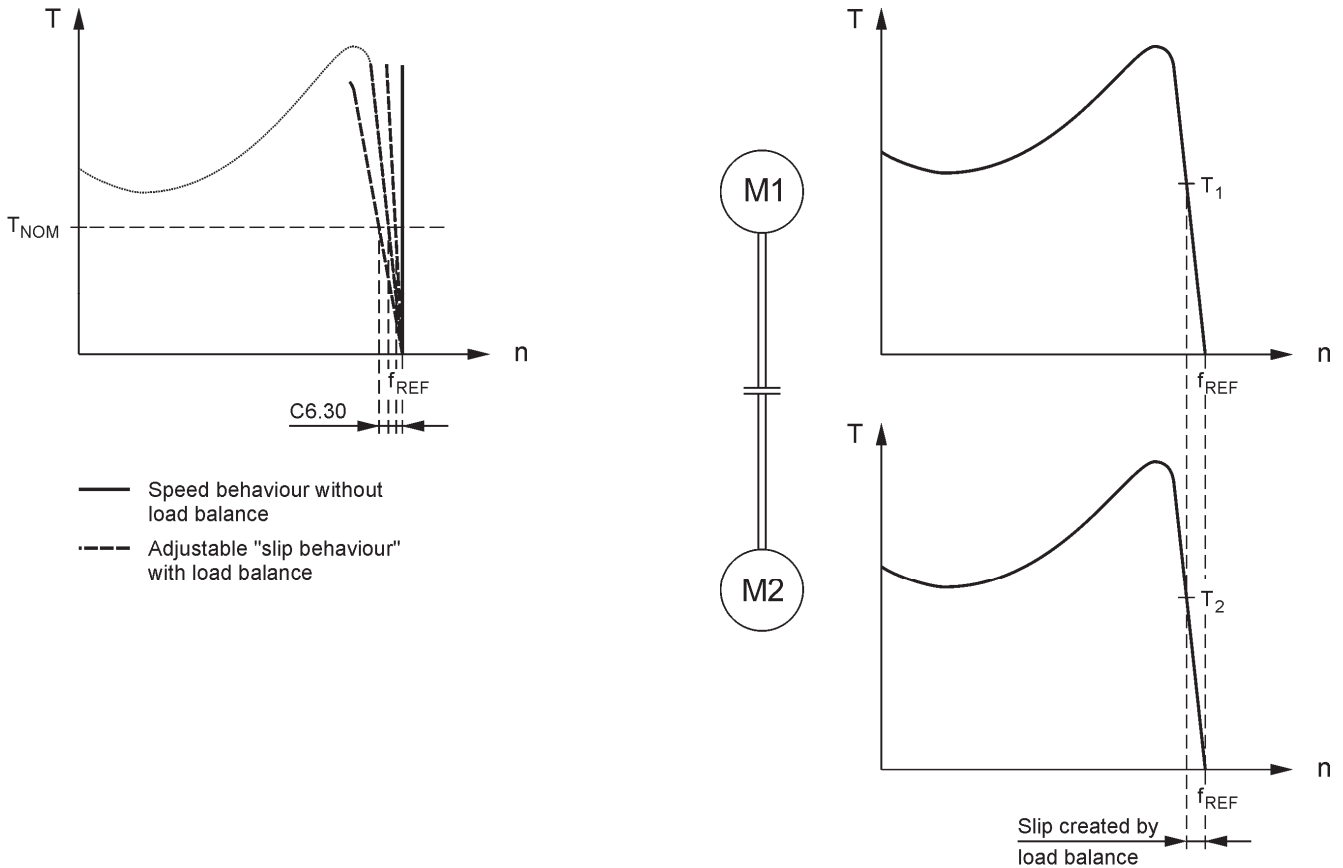 T
T_NOM
n
f_REF
C6.30
Speed behaviour without
load balance
Adjustable "slip behaviour"
with load balance
M1
M2
T
T_1
n
f_REF
T
T_2
n
f_REF
Slip created by
load balance